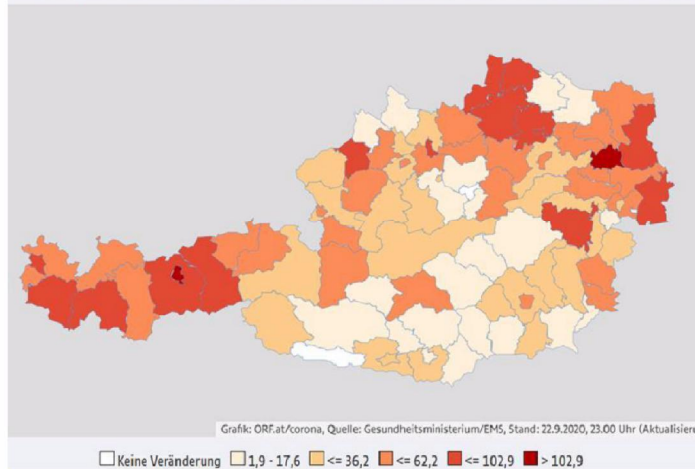 Grafik: ORF.at/corona, Quelle: Gesundheitsministerium/EMS, Stand: 22.9.2020, 23.00 Uhr (Aktualisier
Keine Veränderung 1,9 - 17,6 <= 36,2 <= 62,2 <= 102,9 > 102,9